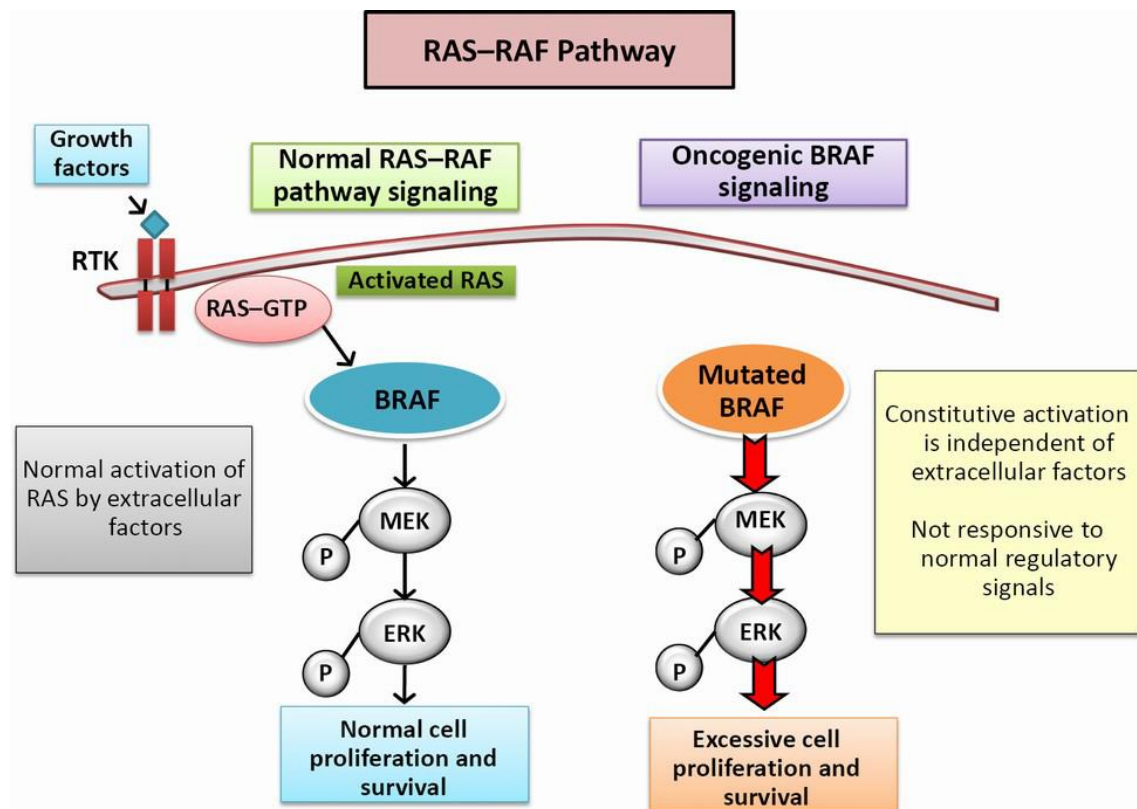 RAS–RAF Pathway
Growth
factors
Normal RAS–RAF
pathway signaling
Oncogenic BRAF
signaling
RTK
Activated RAS
RAS–GTP
BRAF
Mutated
BRAF
Normal activation of
RAS by extracellular
factors
Constitutive activation
is independent of
extracellular factors
Not responsive to
normal regulatory
signals
MEK
P
MEK
P
ERK
P
ERK
P
Normal cell
proliferation and
survival
Excessive cell
proliferation and
survival